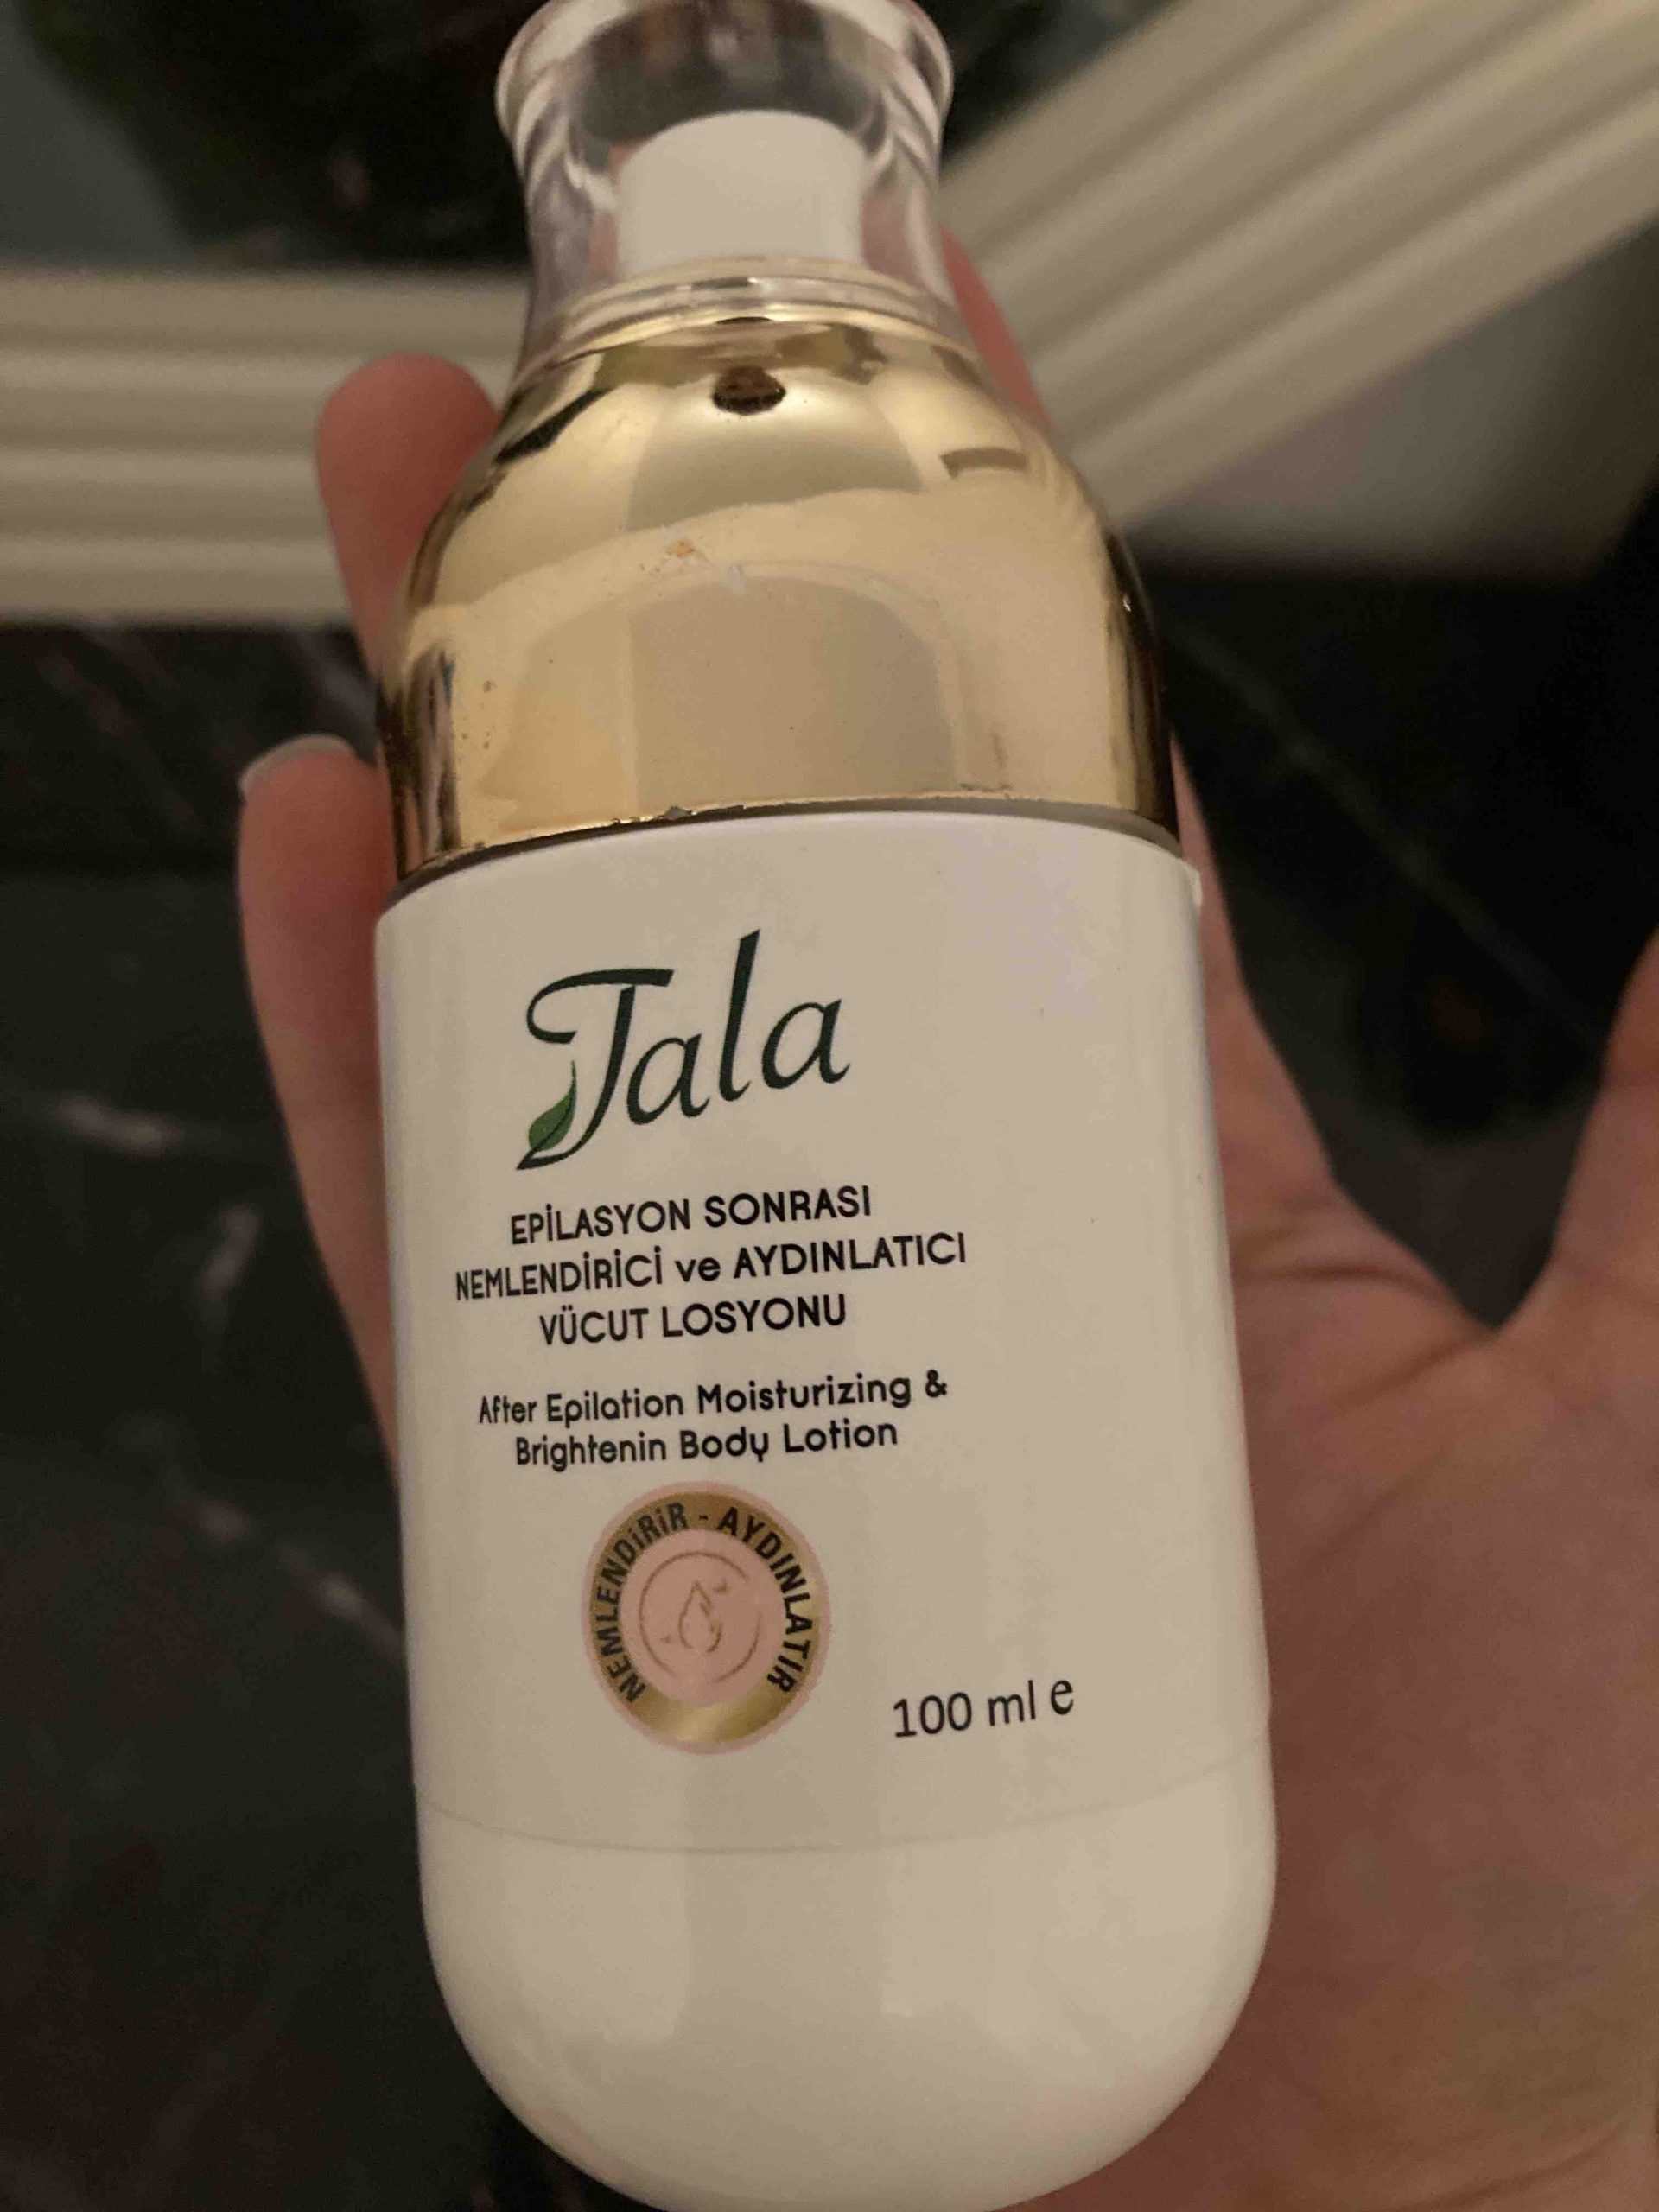 Tala
EPİLASYON SONRASI
NEMLENDİRİCİ ve AYDINLATICI
VÜCUT LOSYONU
After Epilation Moisturizing &
Brightenin Body Lotion
NEMLENDİRİR - AYDINLATIR
100 ml e